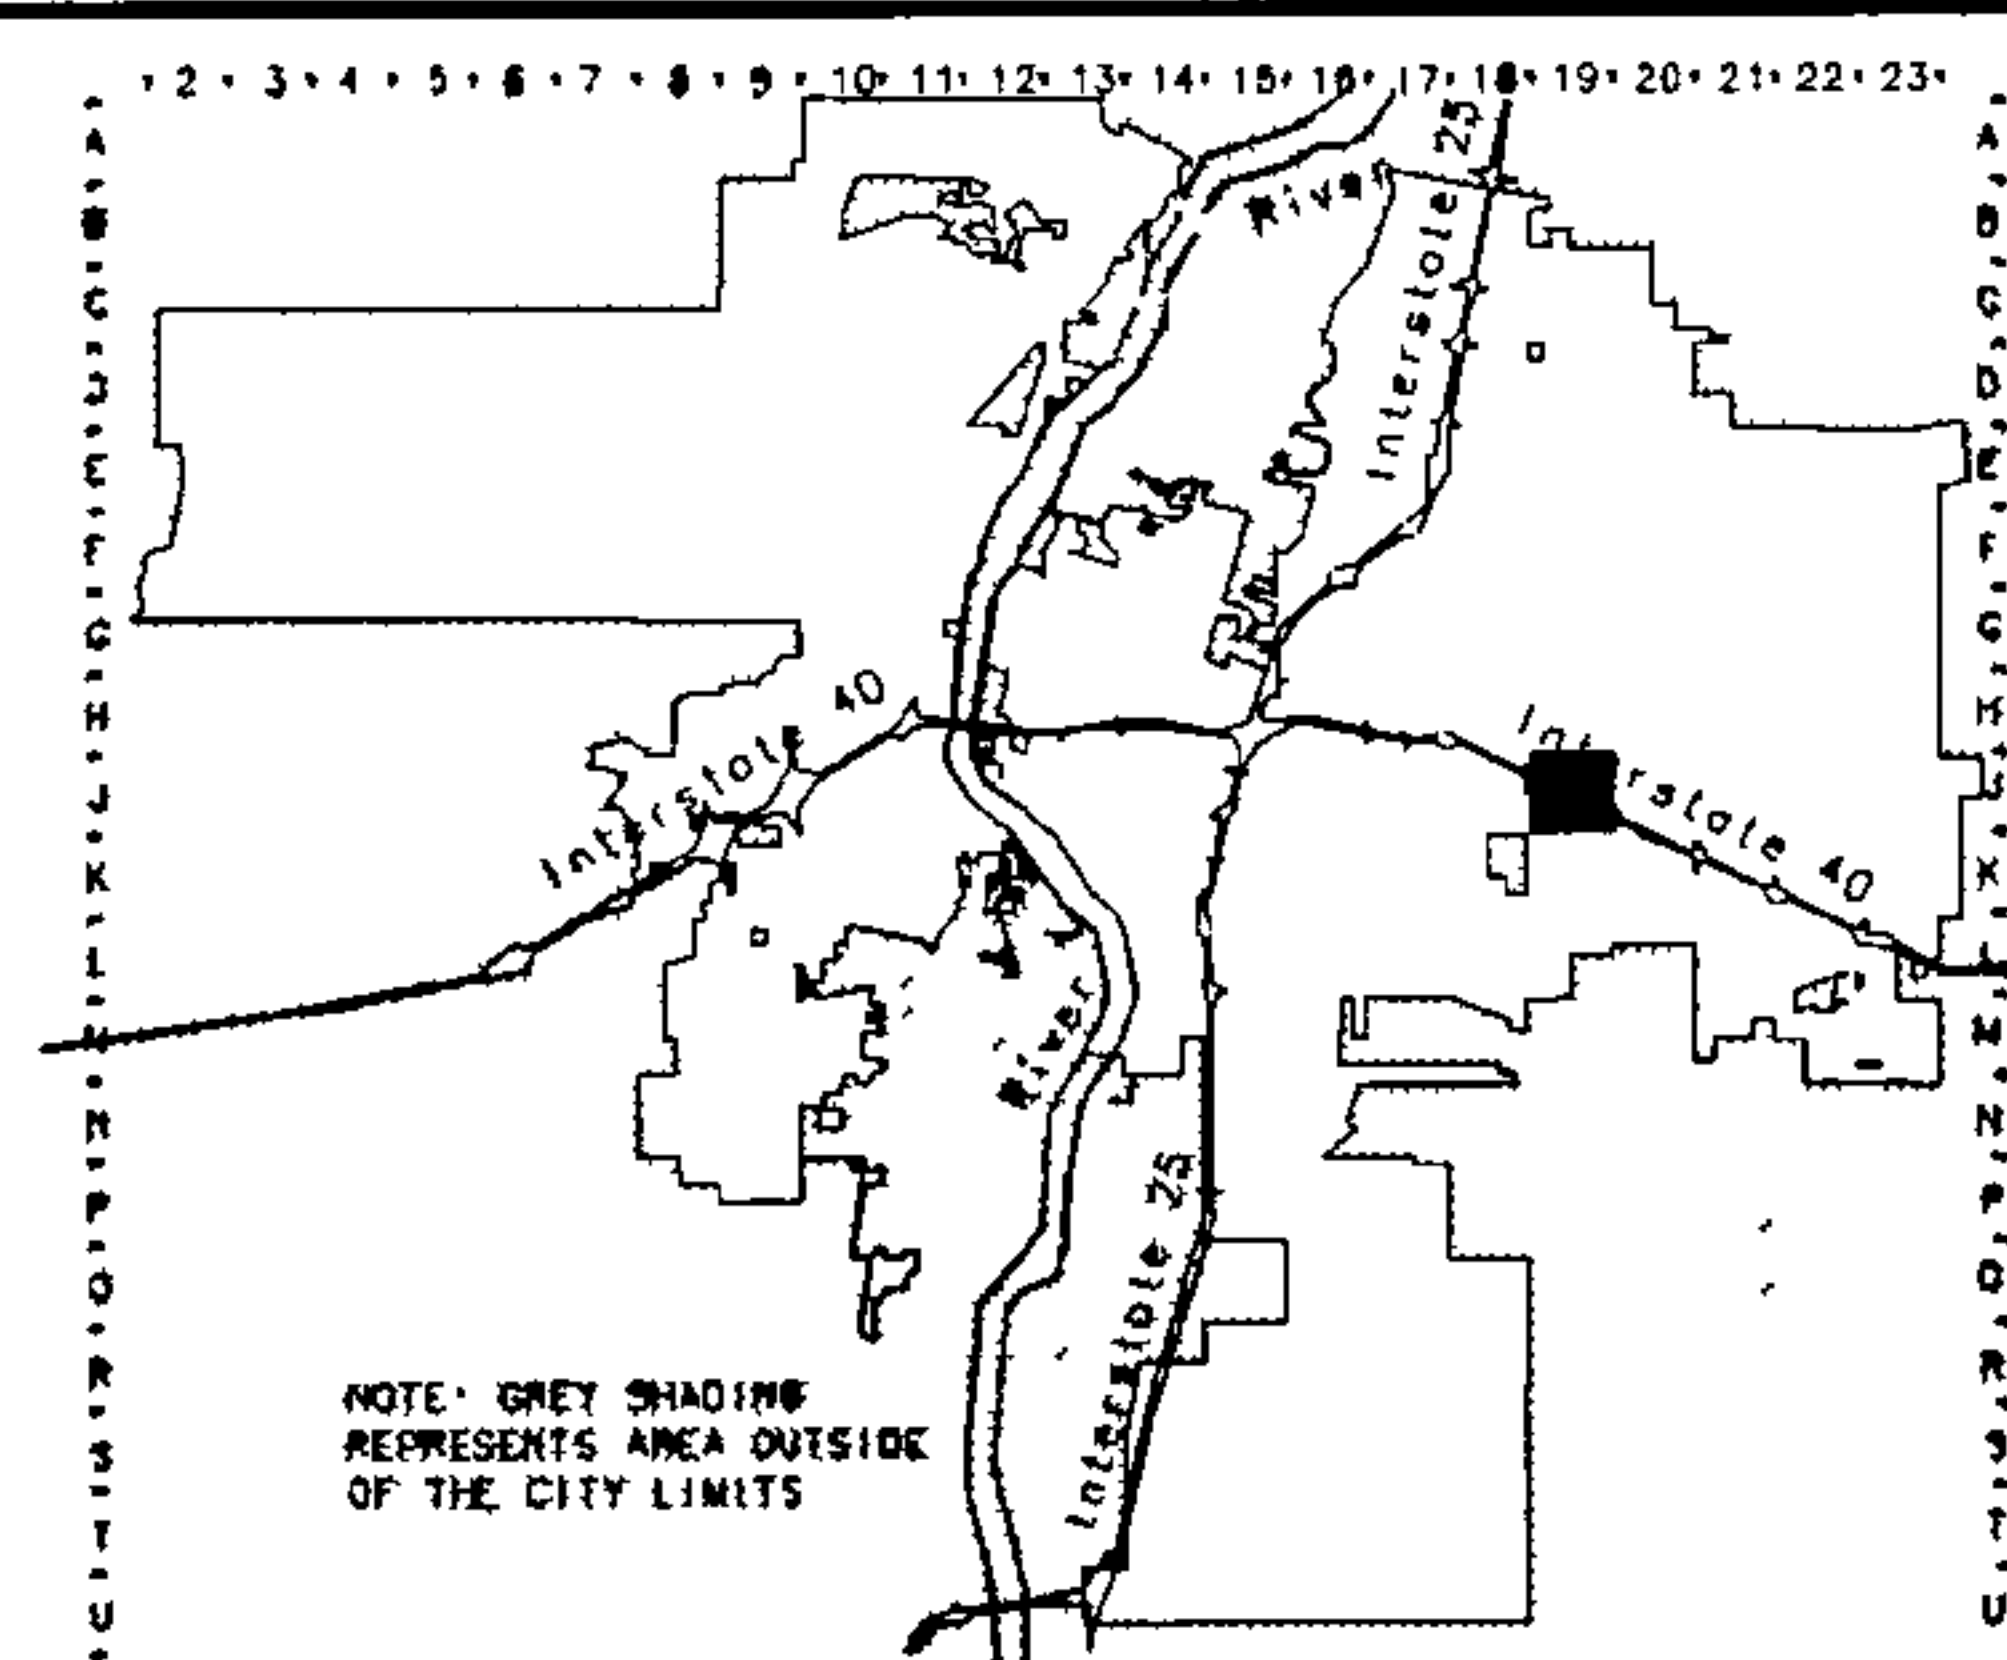 2 3 4 5 6 7 8 9 10 11 12 13 14 15 16 17 18 19 20 21 22 23
A A
B B
C C
D D
E E
F F
G G
H H
J J
K K
L L
M M
N N
P P
Q Q
R R
S S
T T
U U
River
Interstate 25
Interstate 40
Interstate 40
River
Interstate 25
NOTE: GREY SHADING
REPRESENTS AREA OUTSIDE
OF THE CITY LIMITS